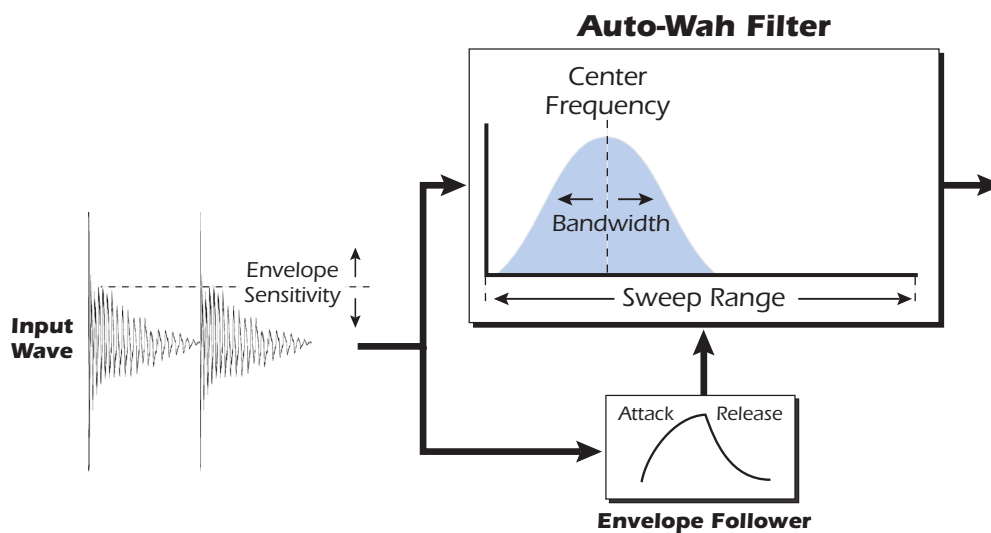 Auto-Wah Filter
Center
Frequency
Bandwidth
Sweep Range
Envelope
Sensitivity
Input
Wave
Attack Release
Envelope Follower